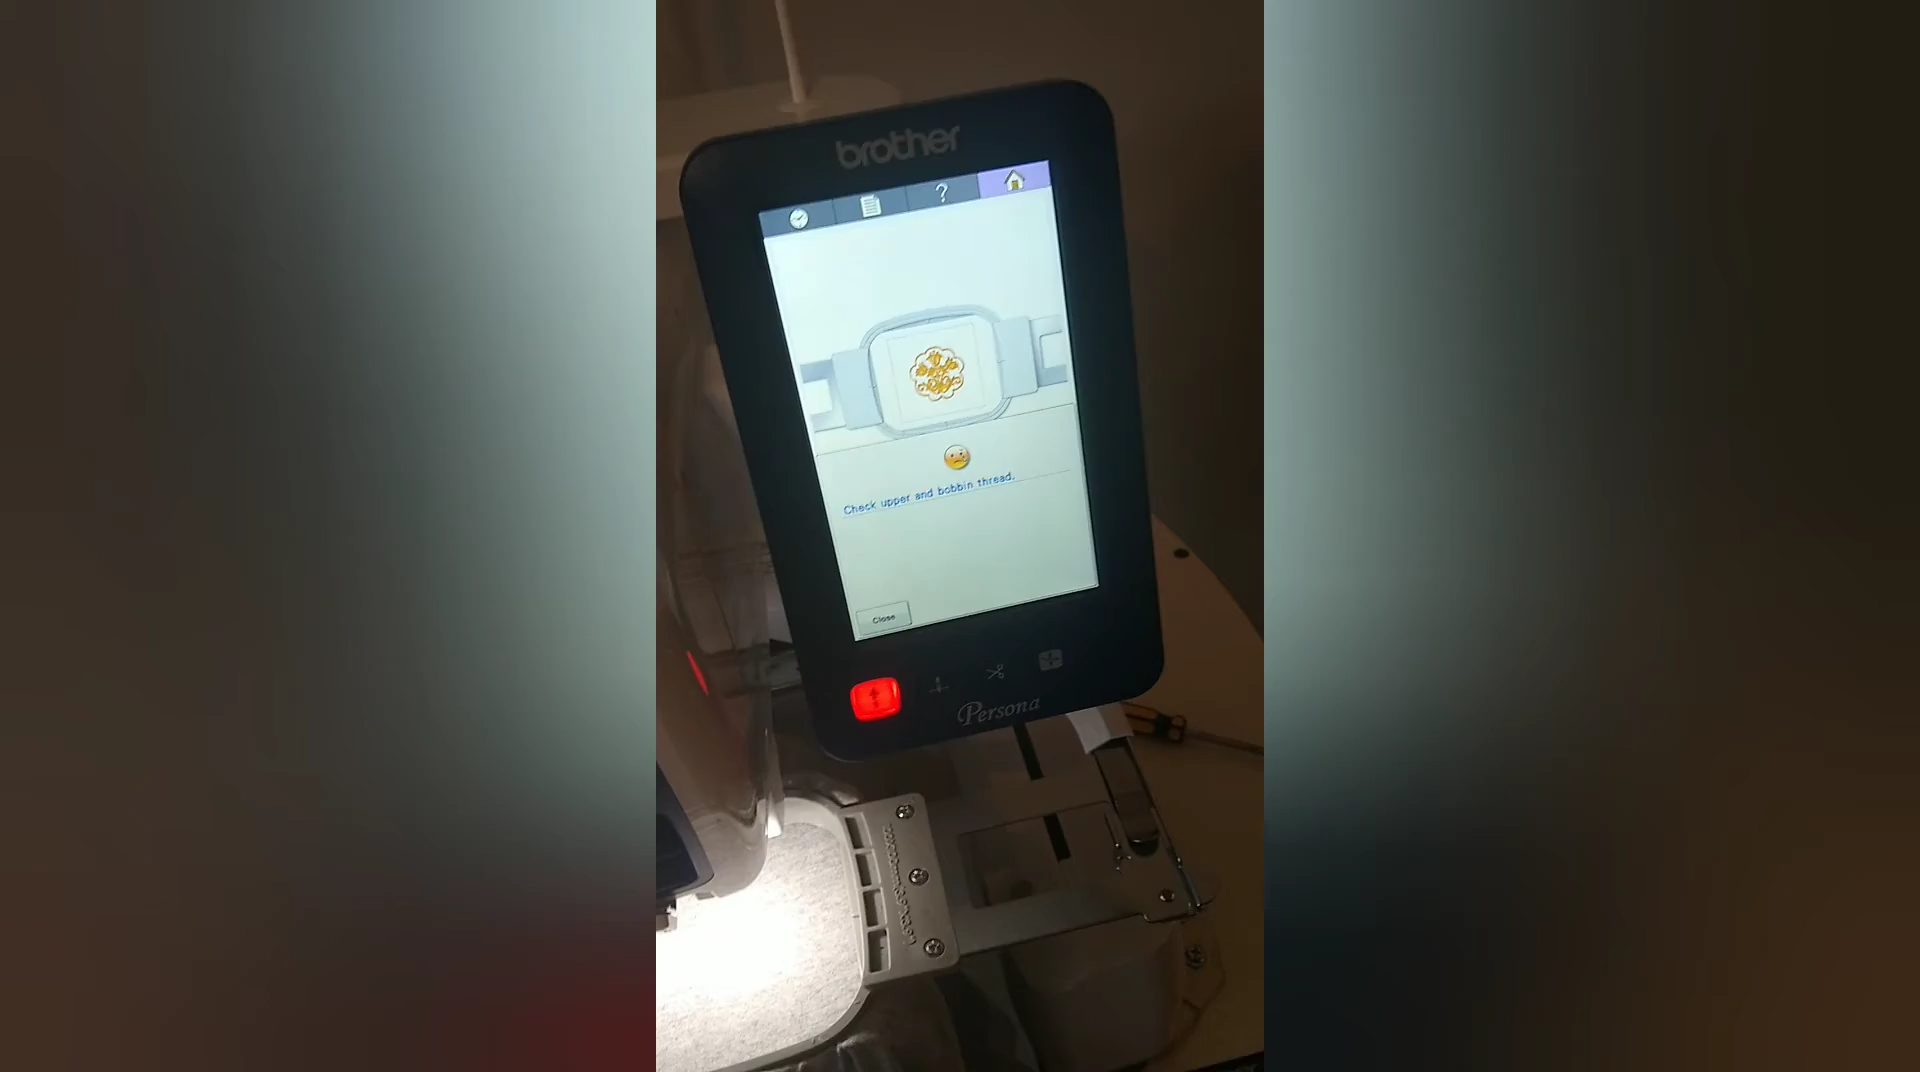 brother
?
Check upper and bobbin thread.
Close
Persona